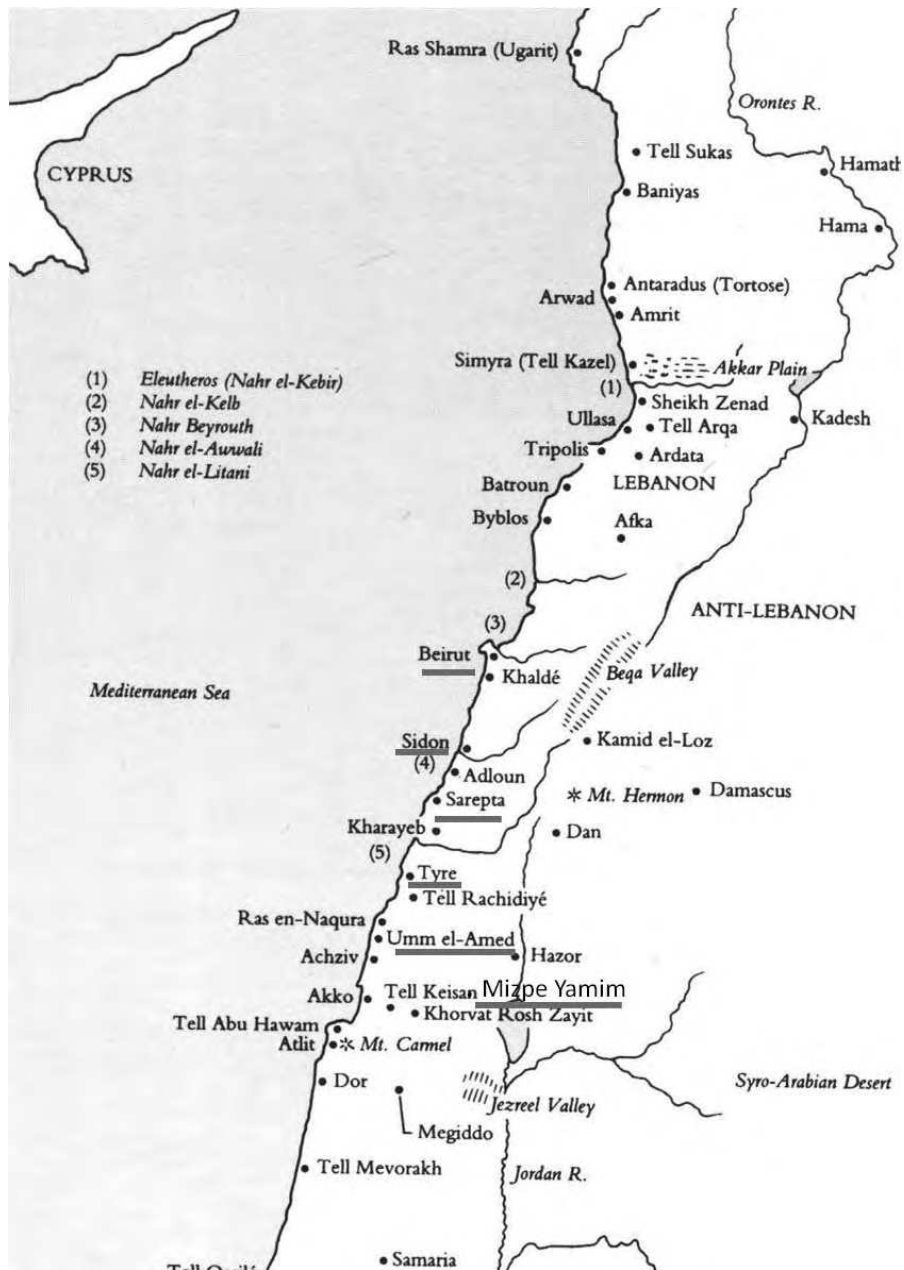 Ras Shamra (Ugarit)
Orontes R.
Tell Sukas
Hamath
CYPRUS
Baniyas
Hama
Antaradus (Tortose)
Arwad
Amrit
Simyra (Tell Kazel)
Akkar Plain
(1) Eleutheros (Nahr el-Kebir)
(2) Nahr el-Kelb
(3) Nahr Beyrouth
(4) Nahr el-Awwali
(5) Nahr el-Litani
(1)
Sheikh Zenad
Ullasa
Tell Arqa
Kadesh
Tripolis
Ardata
Batroun
LEBANON
Byblos
Afka
(2)
ANTI-LEBANON
(3)
Beirut
Khaldé
Beqa Valley
Mediterranean Sea
Sidon
Kamid el-Loz
(4)
Adloun
Mt. Hermon
Damascus
Sarepta
Kharayeb
Dan
(5)
Tyre
Tell Rachidiyé
Ras en-Naqura
Umm el-Amed
Achziv
Hazor
Tell Keisan
Mizpe Yamim
Akko
Khorvat Rosh Zayit
Tell Abu Hawam
Atlit
Mt. Carmel
Dor
Syro-Arabian Desert
Jezreel Valley
Megiddo
Tell Mevorakh
Jordan R.
Samaria